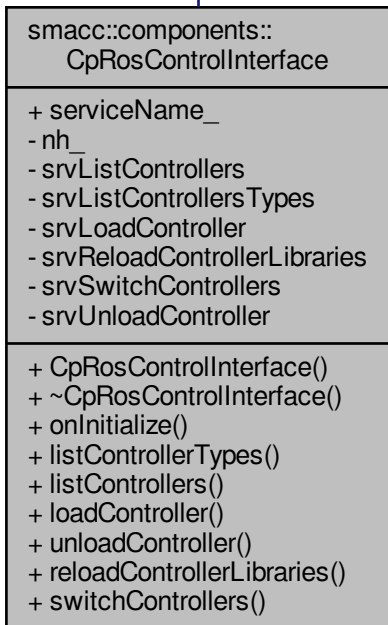 smacc::components::
CpRosControlInterface
+ serviceName_
- nh_
- srvListControllers
- srvListControllersTypes
- srvLoadController
- srvReloadControllerLibraries
- srvSwitchControllers
- srvUnloadController
+ CpRosControlInterface()
+ ~CpRosControlInterface()
+ onInitialize()
+ listControllerTypes()
+ listControllers()
+ loadController()
+ unloadController()
+ reloadControllerLibraries()
+ switchControllers()